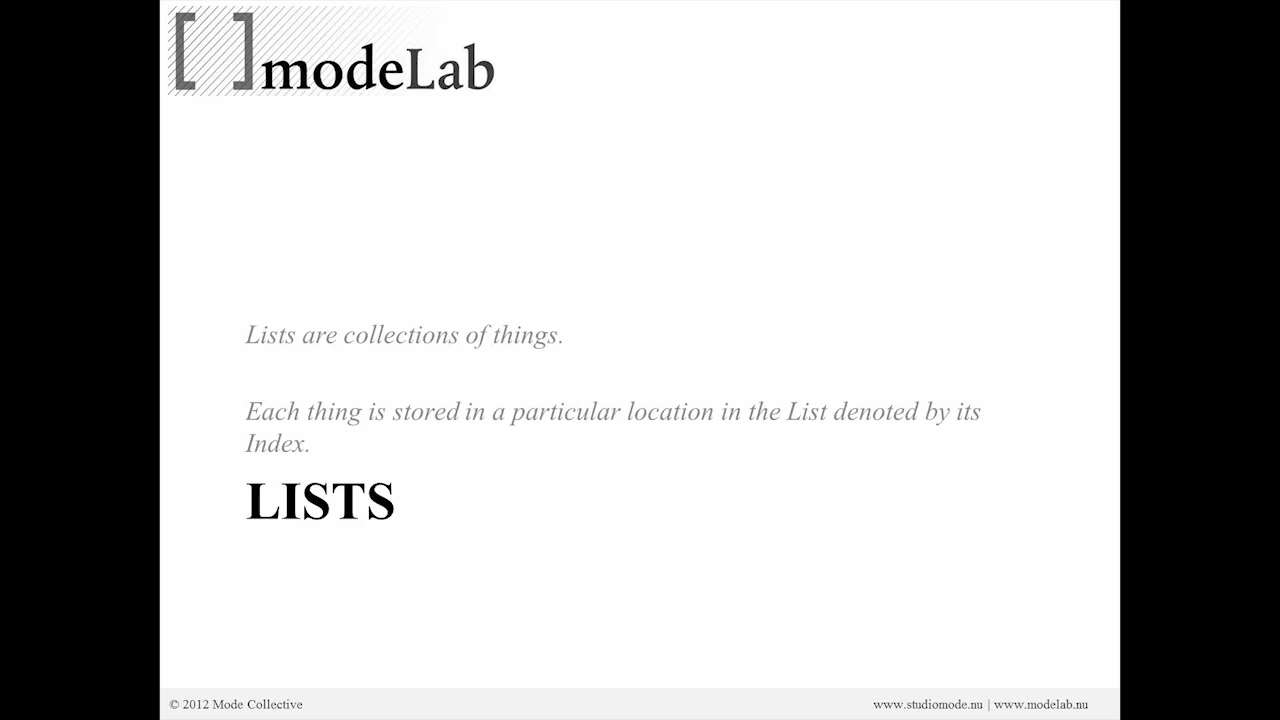 [ ]modeLab
Lists are collections of things.
Each thing is stored in a particular location in the List denoted by its
Index.
LISTS
© 2012 Mode Collective
www.studiomode.nu | www.modelab.nu